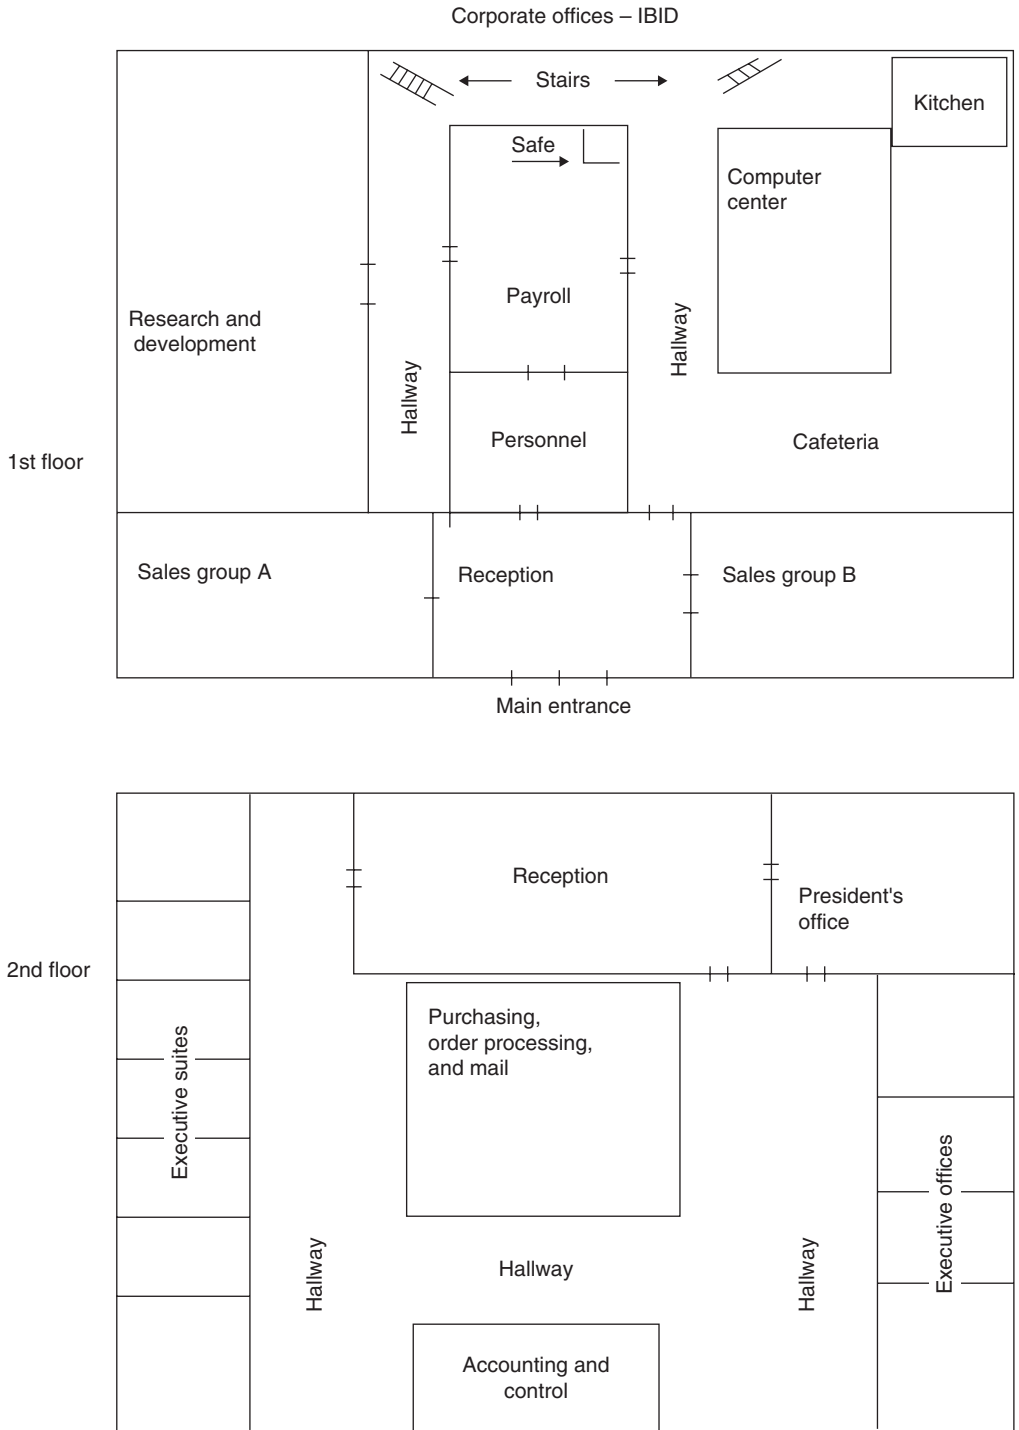 Corporate offices – IBID
Stairs
Kitchen
Safe
Computer
center
Payroll
Research and
development
Hallway
Hallway
Personnel
Cafeteria
1st floor
Sales group A
Reception
Sales group B
Main entrance
Reception
President's
office
2nd floor
Purchasing,
order processing,
and mail
Executive suites
Executive offices
Hallway
Hallway
Hallway
Accounting and
control